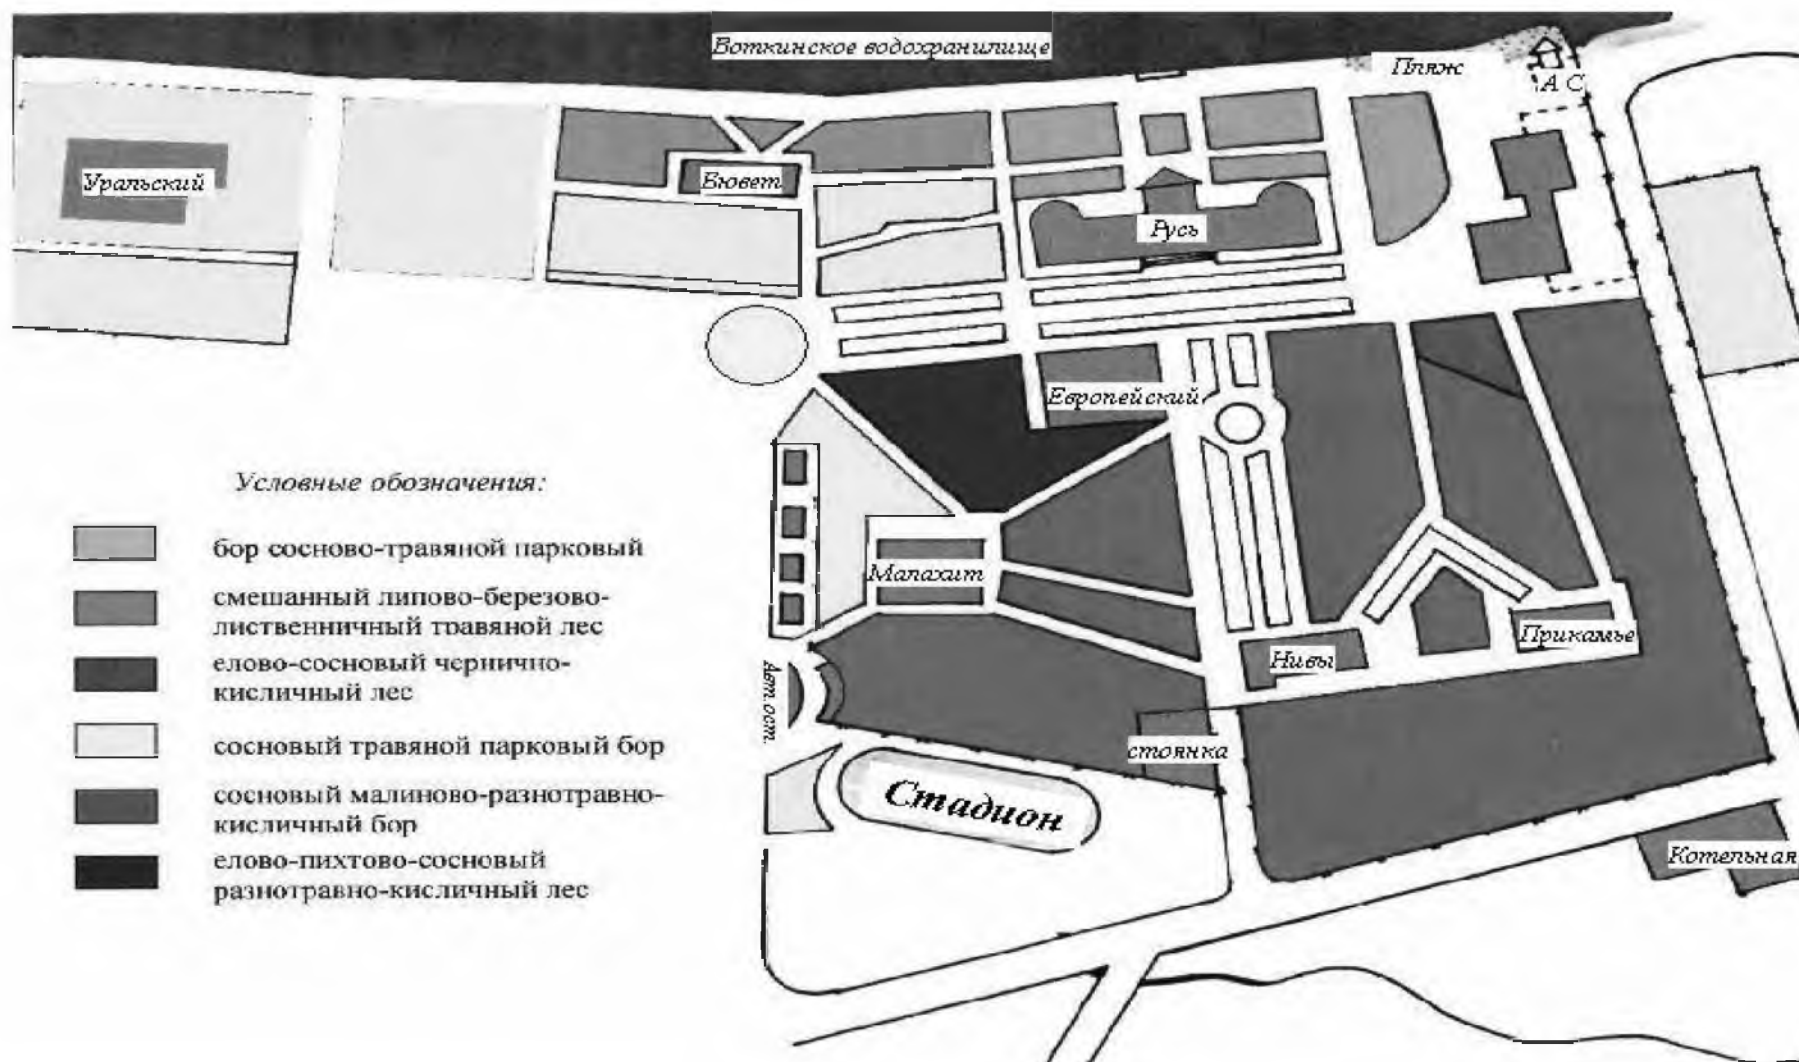 Воткинское водохранилище
Пляж
А С
Уральский
Бювет
Русь
Европейский
Условные обозначения:
бор сосново-травяной парковый
смешанный липово-березово-
лиственничный травяной лес
елово-сосновый чернично-
кисличный лес
сосновый травяной парковый бор
сосновый малиново-разнотравно-
кисличный бор
елово-пихтово-сосновый
разнотравно-кисличный лес
Малахит
Нивы
Прикамье
Авт.ост.
стоянка
Стадион
Котельная